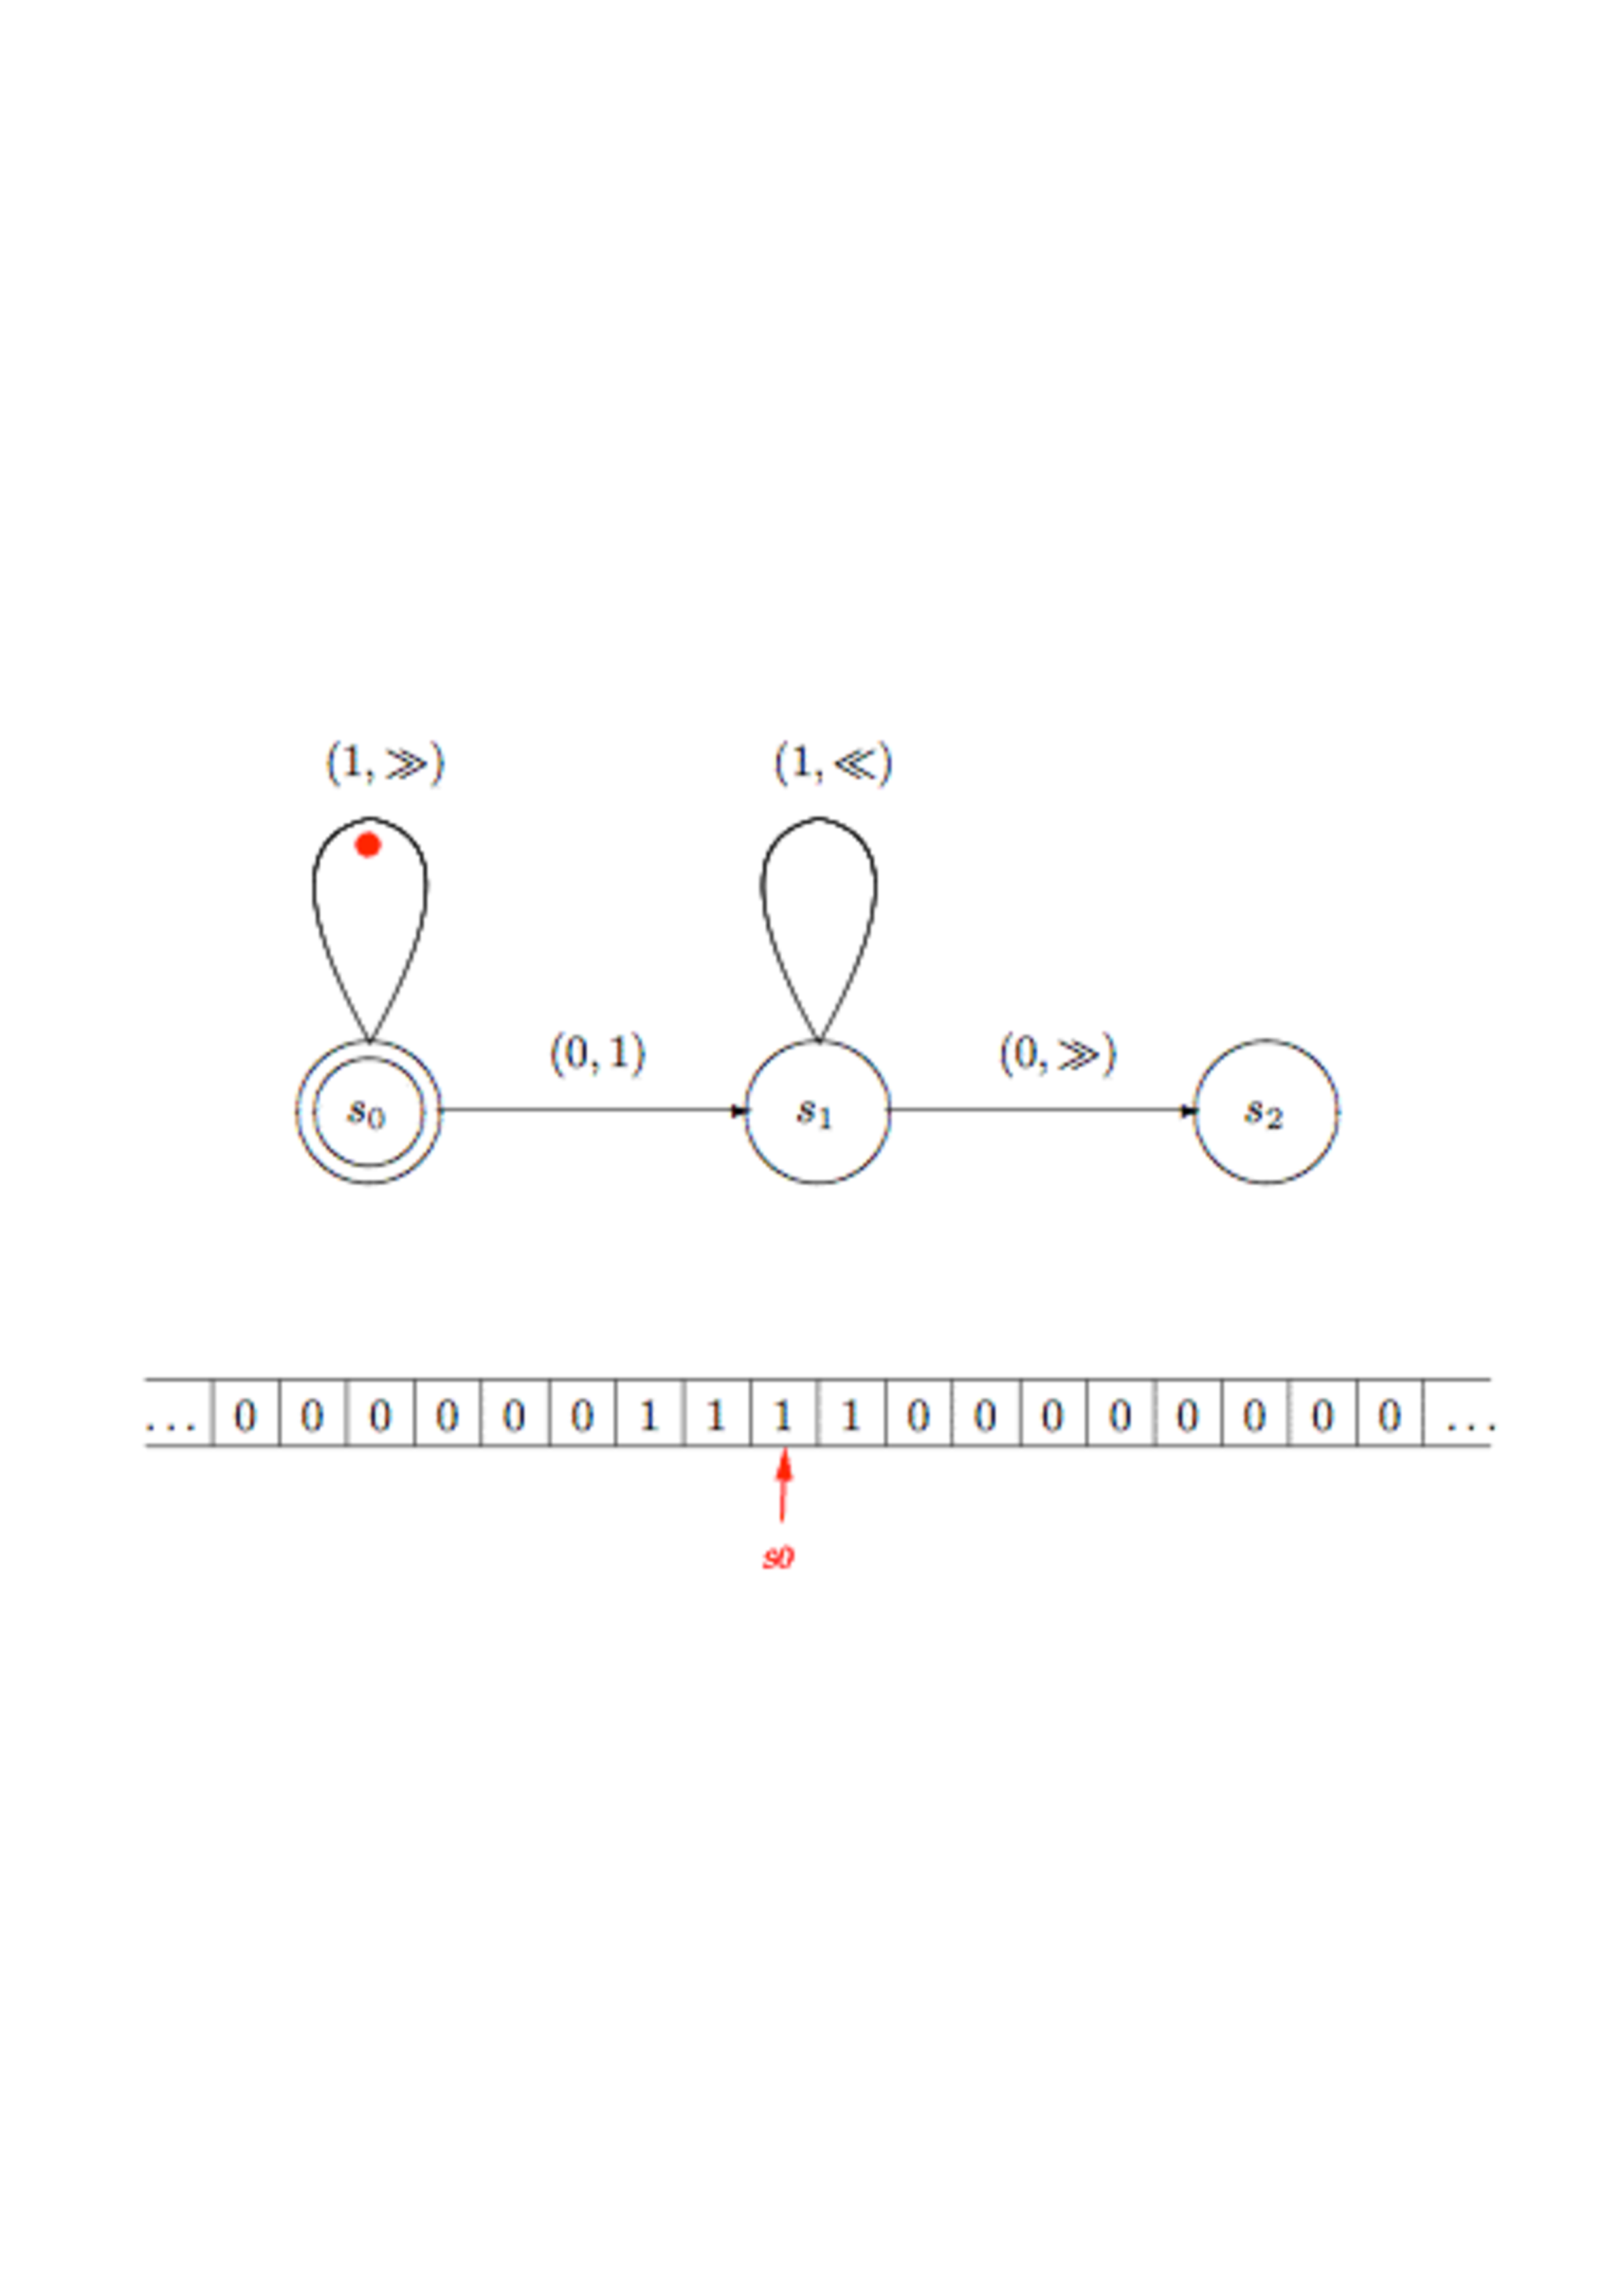 (1, ≫) (1, ≪)
(0, 1) (0, ≫)
s₀ s₁ s₂
... 0 0 0 0 0 0 1 1 1 1 0 0 0 0 0 0 0 0 ...
s0